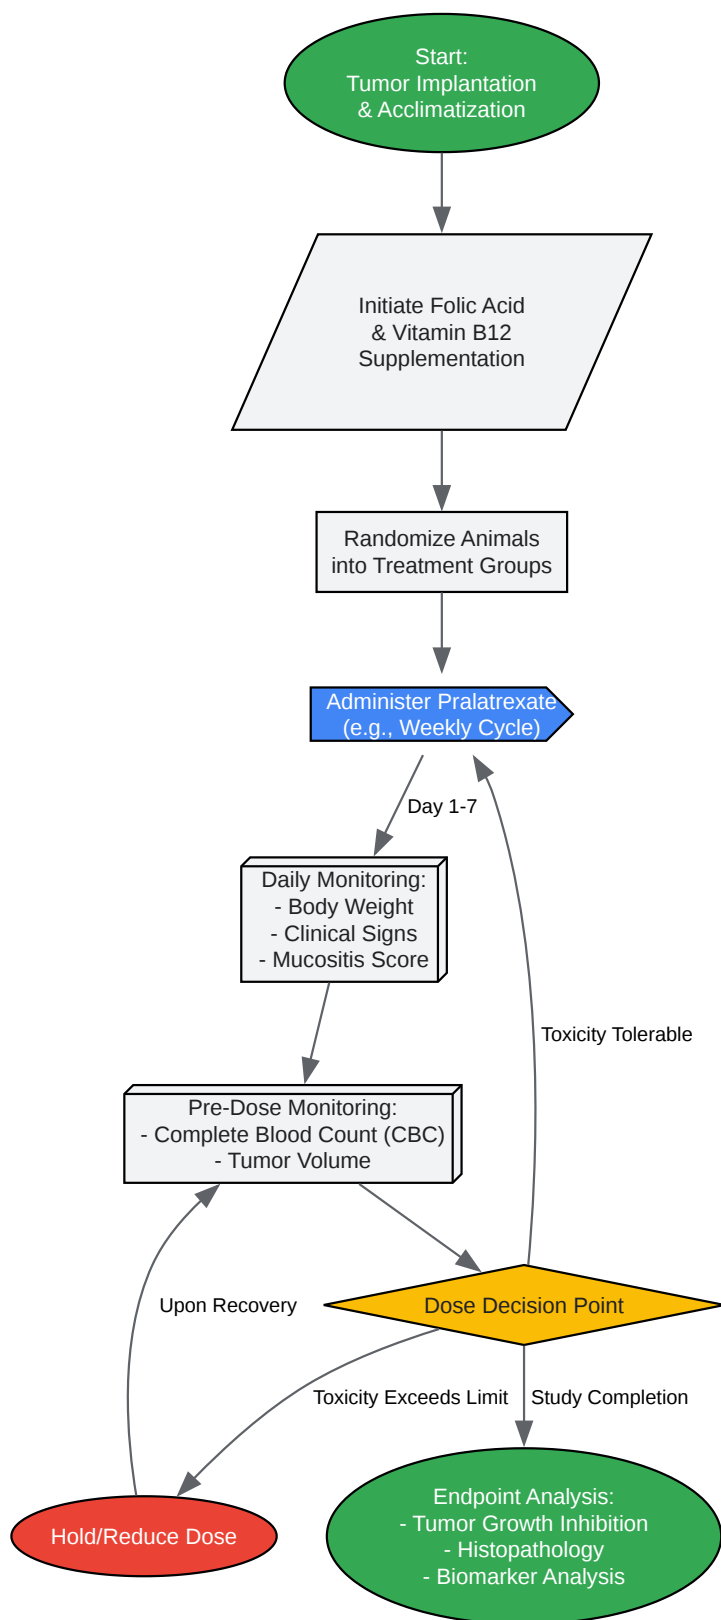 Start:
Tumor Implantation
& Acclimatization
Initiate Folic Acid
& Vitamin B12
Supplementation
Randomize Animals
into Treatment Groups
Administer Pralatrexate
(e.g., Weekly Cycle)
Day 1-7
Daily Monitoring:
- Body Weight
- Clinical Signs
- Mucositis Score
Toxicity Tolerable
Pre-Dose Monitoring:
- Complete Blood Count (CBC)
- Tumor Volume
Upon Recovery
Dose Decision Point
Toxicity Exceeds Limit
Study Completion
Hold/Reduce Dose
Endpoint Analysis:
- Tumor Growth Inhibition
- Histopathology
- Biomarker Analysis